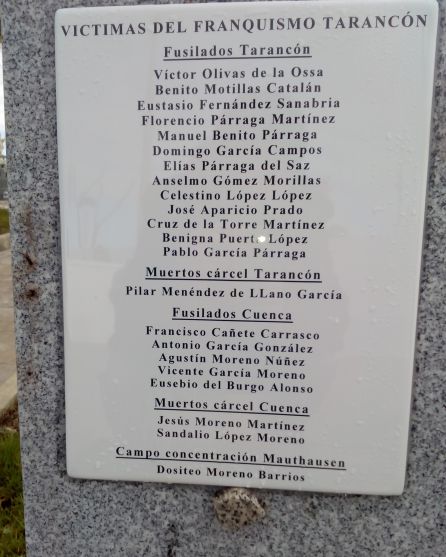 VICTIMAS DEL FRANQUISMO TARANCÓN
Fusilados Tarancón
Víctor Olivas de la Ossa
Benito Motillas Catalán
Eustasio Fernández Sanabria
Florencio Párraga Martínez
Manuel Benito Párraga
Domingo García Campos
Elías Párraga del Saz
Anselmo Gómez Morillas
Celestino López López
José Aparicio Prado
Cruz de la Torre Martínez
Benigna Puerto López
Pablo García Párraga
Muertos cárcel Tarancón
Pilar Menéndez de LLano García
Fusilados Cuenca
Francisco Cañete Carrasco
Antonio García González
Agustín Moreno Núñez
Vicente García Moreno
Eusebio del Burgo Alonso
Muertos cárcel Cuenca
Jesús Moreno Martínez
Sandalio López Moreno
Campo concentración Mauthausen
Dositeo Moreno Barrios